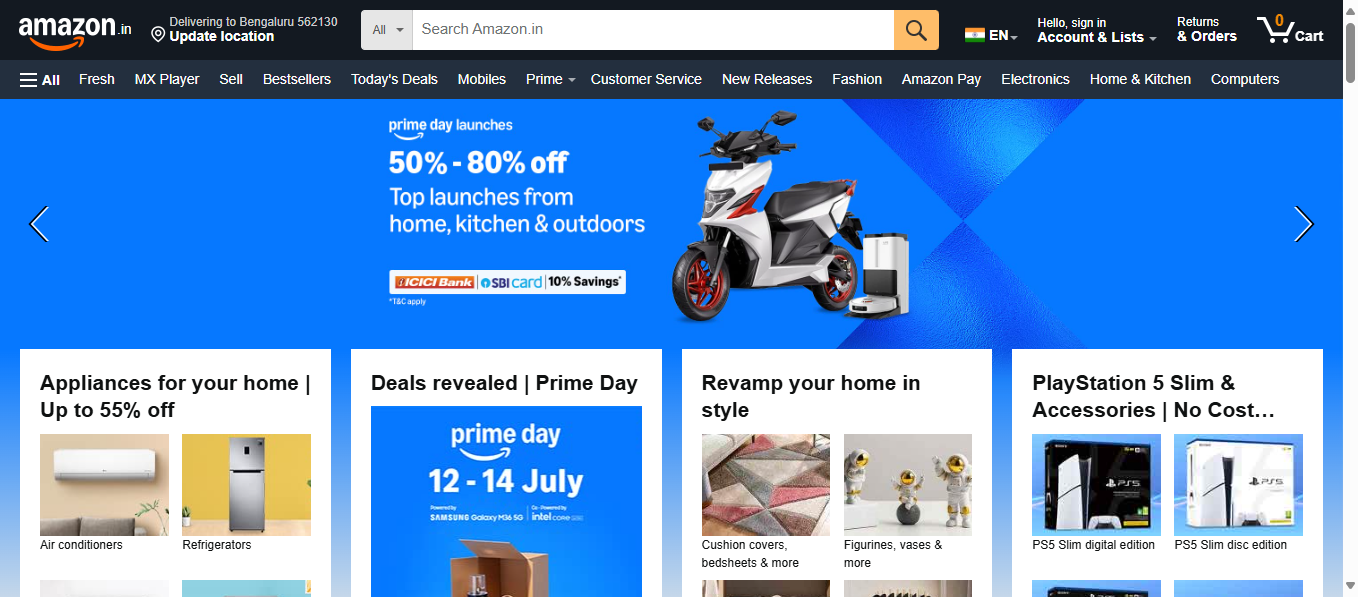 amazon.in
Delivering to Bengaluru 562130
Update location
All
Search Amazon.in
EN
Hello, sign in
Account & Lists
Returns
& Orders
0
Cart
All Fresh MX Player Sell Bestsellers Today's Deals Mobiles Prime Customer Service New Releases Fashion Amazon Pay Electronics Home & Kitchen Computers
prime day launches
50% - 80% off
Top launches from
home, kitchen & outdoors
ICICI Bank SBI card 10% Savings*
*T&C apply
Appliances for your home |
Up to 55% off
Air conditioners
Refrigerators
Deals revealed | Prime Day
prime day
12 - 14 July
Powered by
SAMSUNG Galaxy M36 5G
Co-Powered by
intel core
Revamp your home in
style
Cushion covers,
bedsheets & more
Figurines, vases &
more
PlayStation 5 Slim &
Accessories | No Cost…
PS5
PS5
PS5 Slim digital edition
PS5 Slim disc edition